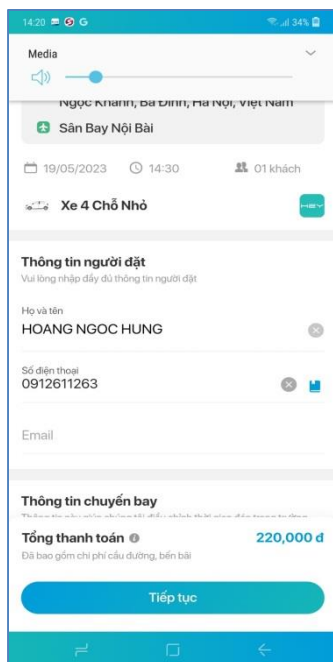 14:20
34%
Media
Ngọc Khánh, Ba Đình, Hà Nội, Việt Nam
Sân Bay Nội Bài
19/05/2023 14:30 01 khách
Xe 4 Chỗ Nhỏ
HEY
Thông tin người đặt
Vui lòng nhập đầy đủ thông tin người đặt
Họ và tên
HOANG NGOC HUNG
Số điện thoại
0912611263
Email
Thông tin chuyến bay
Tổng thanh toán
220,000 đ
Đã bao gồm chi phí cầu đường, bến bãi
Tiếp tục